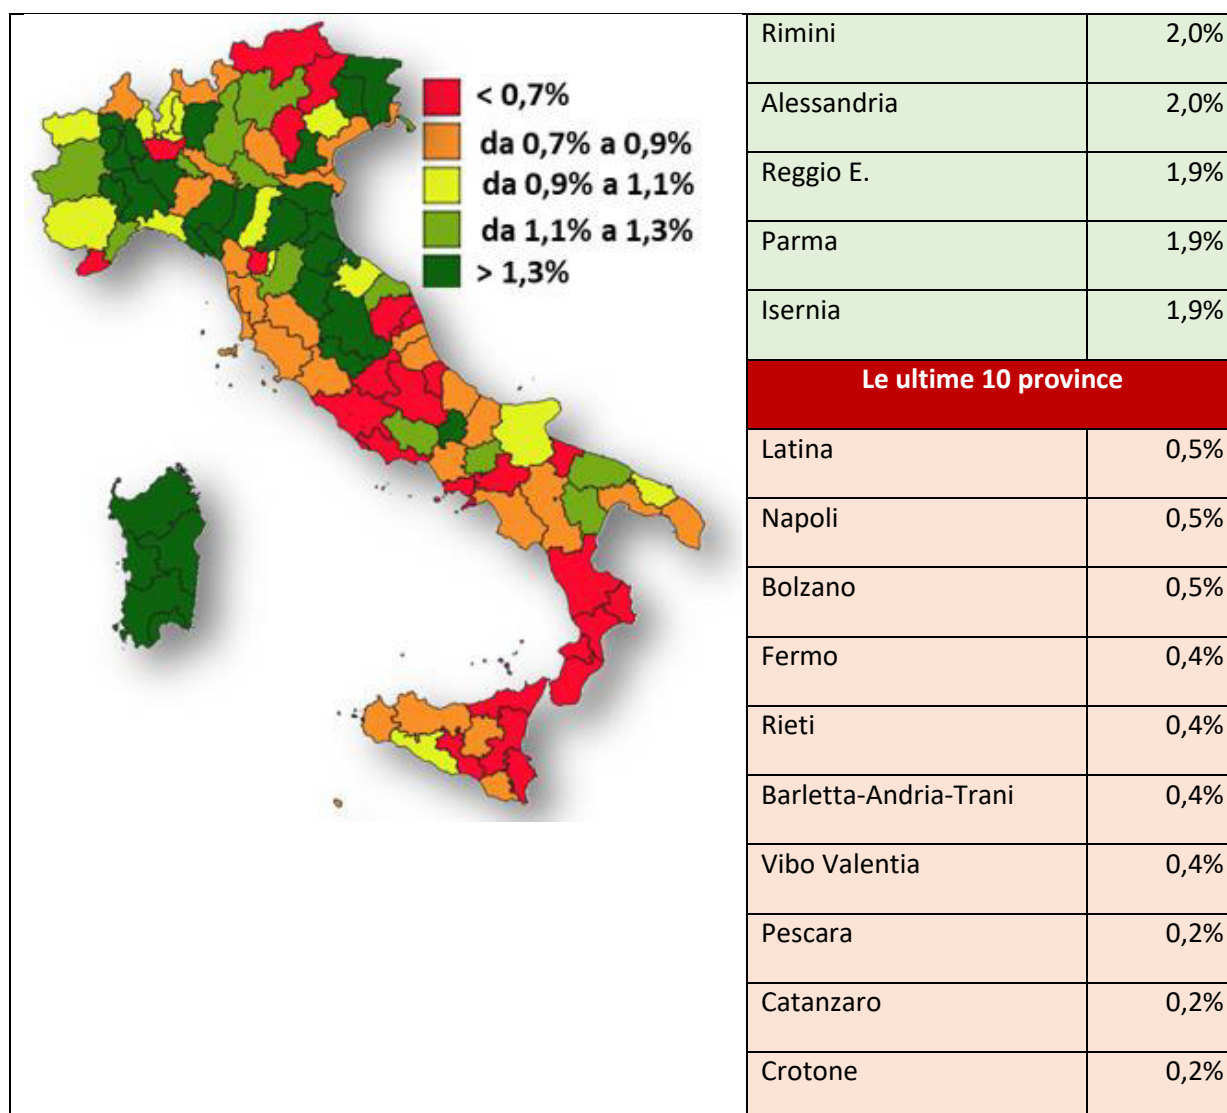 < 0,7%
da 0,7% a 0,9%
da 0,9% a 1,1%
da 1,1% a 1,3%
> 1,3%
Rimini 2,0%
Alessandria 2,0%
Reggio E. 1,9%
Parma 1,9%
Isernia 1,9%
Le ultime 10 province
Latina 0,5%
Napoli 0,5%
Bolzano 0,5%
Fermo 0,4%
Rieti 0,4%
Barletta-Andria-Trani 0,4%
Vibo Valentia 0,4%
Pescara 0,2%
Catanzaro 0,2%
Crotone 0,2%